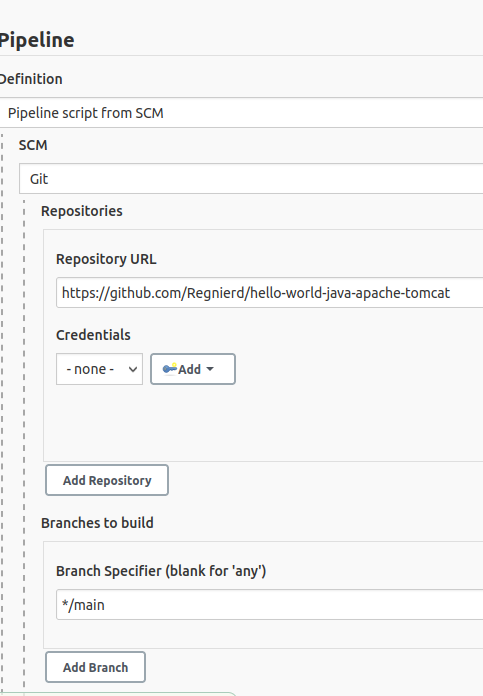 Pipeline
Definition
Pipeline script from SCM
SCM
Git
Repositories
Repository URL
https://github.com/Regnierd/hello-world-java-apache-tomcat
Credentials
- none -
Add
Add Repository
Branches to build
Branch Specifier (blank for 'any')
*/main
Add Branch